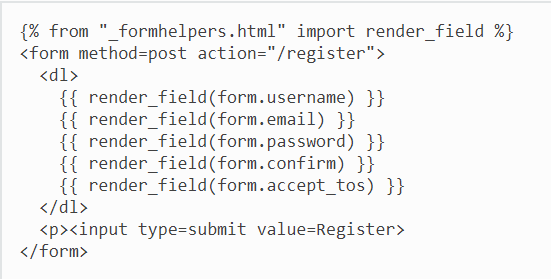 {% from "_formhelpers.html" import render_field %}
<form method=post action="/register">
  <dl>
    {{ render_field(form.username) }}
    {{ render_field(form.email) }}
    {{ render_field(form.password) }}
    {{ render_field(form.confirm) }}
    {{ render_field(form.accept_tos) }}
  </dl>
  <p><input type=submit value=Register>
</form>